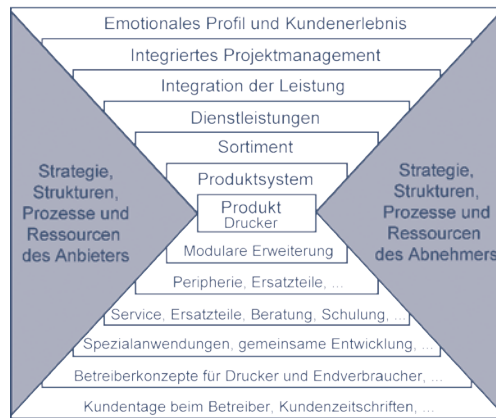 Emotionales Profil und Kundenerlebnis
Integriertes Projektmanagement
Integration der Leistung
Dienstleistungen
Sortiment
Produktsystem
Produkt
Drucker
Modulare Erweiterung
Peripherie, Ersatzteile, ...
Service, Ersatzteile, Beratung, Schulung, ...
Spezialanwendungen, gemeinsame Entwicklung, ...
Betreiberkonzepte für Drucker und Endverbraucher, ...
Kundentage beim Betreiber, Kundenzeitschriften, ...
Strategie,
Strukturen,
Prozesse und
Ressourcen
des Anbieters
Strategie,
Strukturen,
Prozesse und
Ressourcen
des Abnehmers